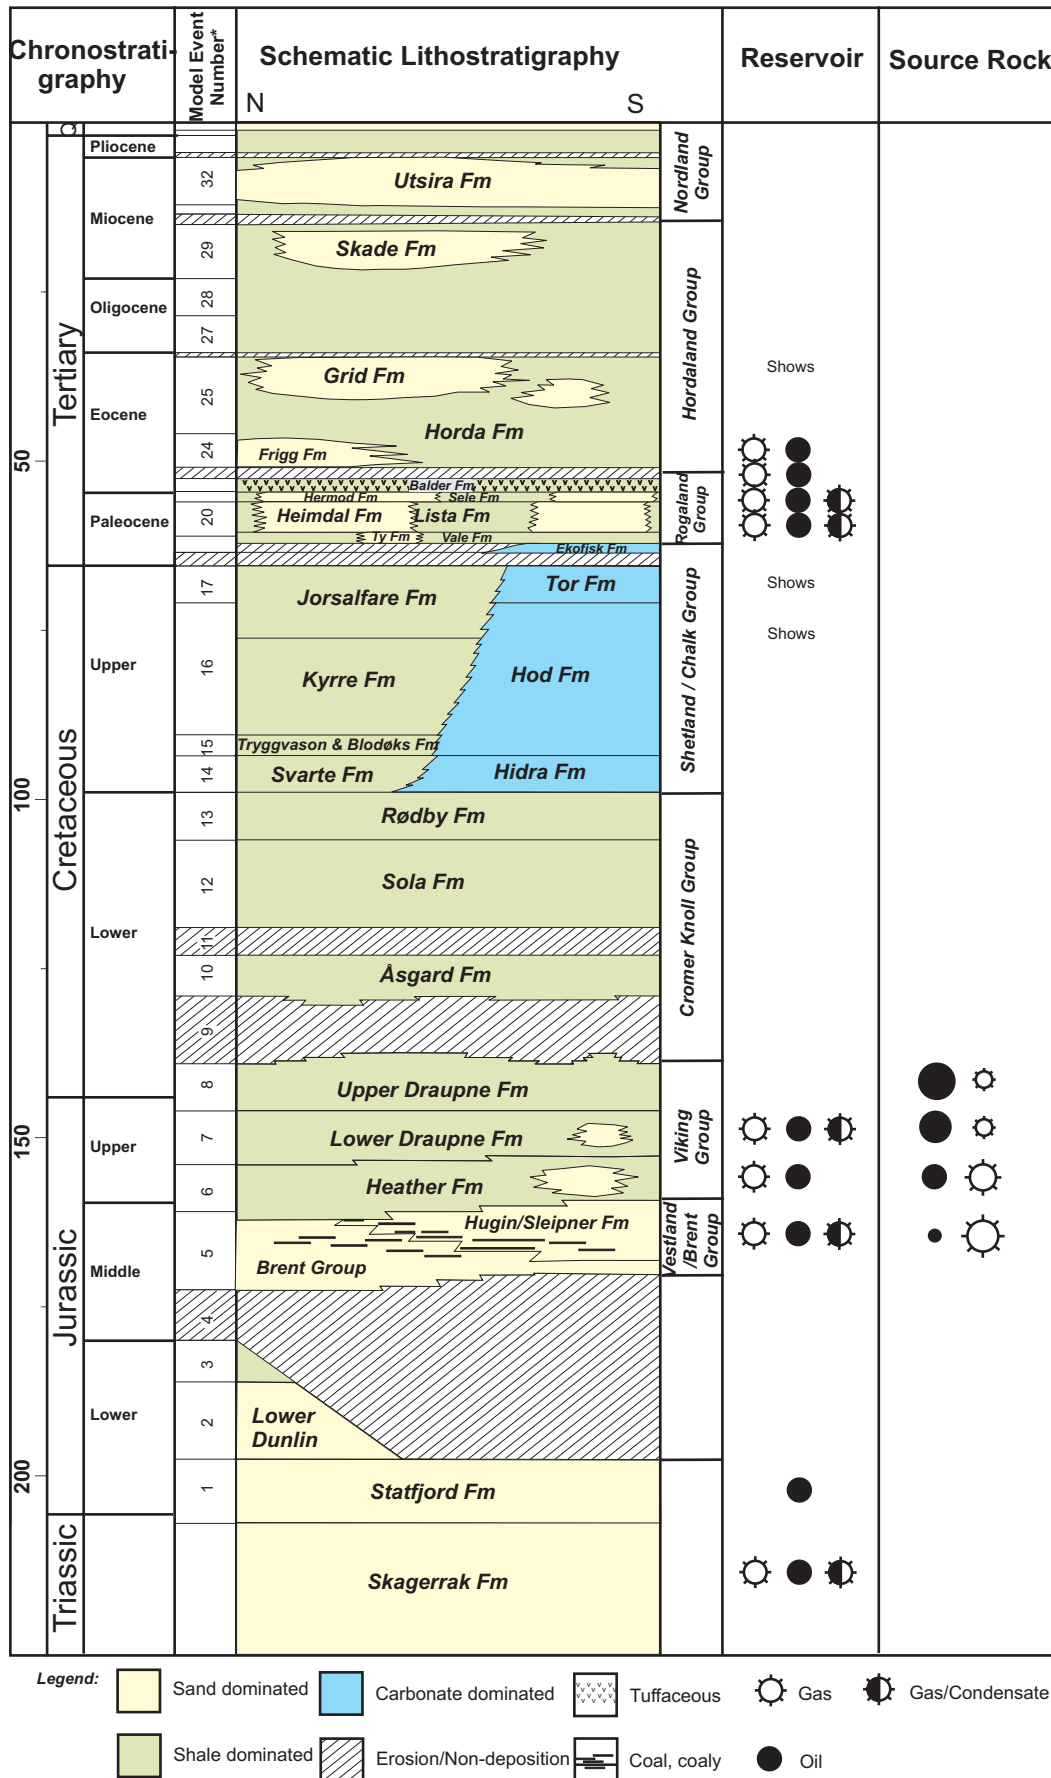 Chronostrati-
graphy
Model Event
Number*
Schematic Lithostratigraphy
N
S
Reservoir
Source Rock
Q
Pliocene
Miocene
Oligocene
Eocene
Paleocene
Tertiary
Upper
Lower
Cretaceous
Upper
Middle
Lower
Jurassic
Triassic
50
100
150
200
32
29
28
27
25
24
20
17
16
15
14
13
12
11
10
9
8
7
6
5
4
3
2
1
Utsira Fm
Skade Fm
Grid Fm
Horda Fm
Frigg Fm
Balder Fm
Hermod Fm
Sele Fm
Heimdal Fm
Lista Fm
Ty Fm
Vale Fm
Ekofisk Fm
Jorsalfare Fm
Tor Fm
Kyrre Fm
Hod Fm
Tryggvason & Blodøks Fm
Svarte Fm
Hidra Fm
Rødby Fm
Sola Fm
Åsgard Fm
Upper Draupne Fm
Lower Draupne Fm
Heather Fm
Hugin/Sleipner Fm
Brent Group
Lower
Dunlin
Statfjord Fm
Skagerrak Fm
Nordland
Group
Hordaland Group
Rogaland
Group
Shetland / Chalk Group
Cromer Knoll Group
Viking
Group
Vestland
/Brent
Group
Shows
Shows
Shows
Legend:
Sand dominated
Carbonate dominated
Tuffaceous
Gas
Gas/Condensate
Shale dominated
Erosion/Non-deposition
Coal, coaly
Oil